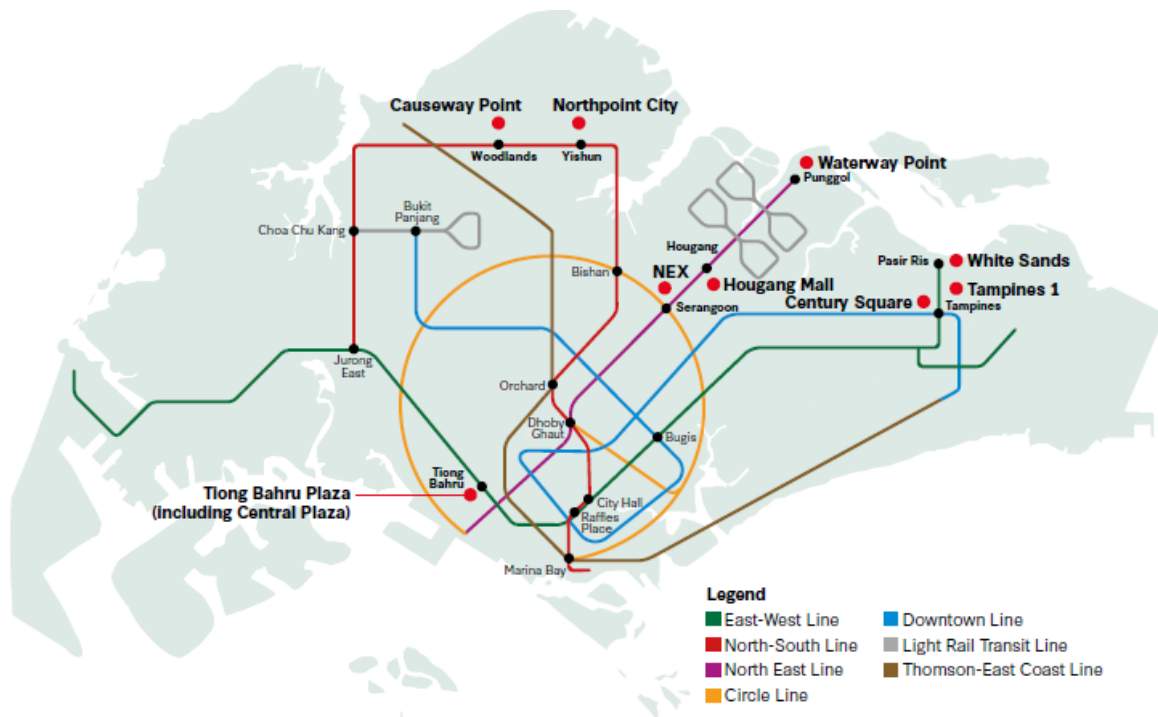 Causeway Point
Northpoint City
Woodlands
Yishun
Waterway Point
Punggol
Bukit
Panjang
Choa Chu Kang
Hougang
Pasir Ris
White Sands
Bishan
NEX
Hougang Mall
Tampines 1
Century Square
Serangoon
Tampines
Jurong
East
Orchard
Dhoby
Ghaut
Bugis
Tiong
Bahru
Tiong Bahru Plaza
(including Central Plaza)
City Hall
Raffles
Place
Marina Bay
Legend
East-West Line
Downtown Line
North-South Line
Light Rail Transit Line
North East Line
Thomson-East Coast Line
Circle Line